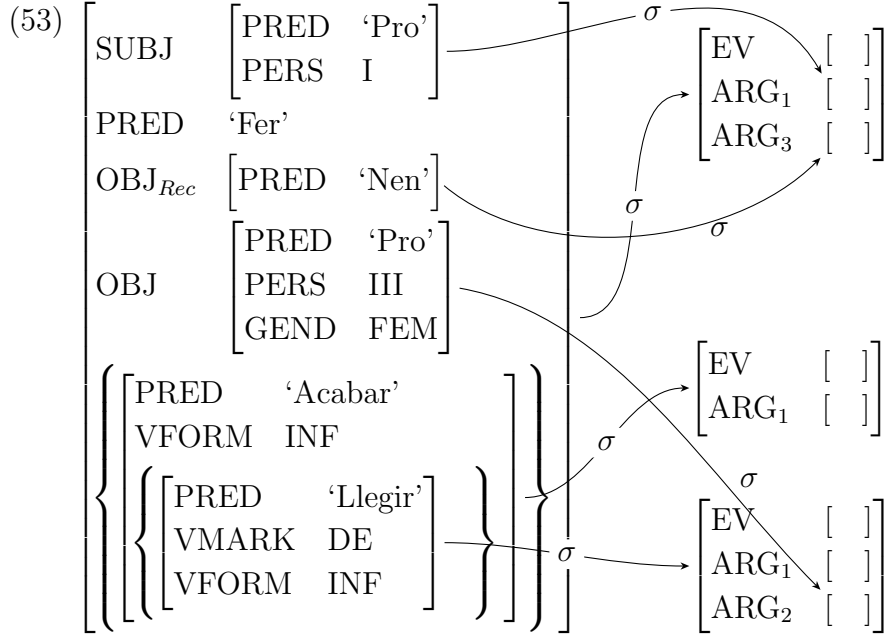 (53)
SUBJ [PRED ‘Pro’
PERS I]
PRED ‘Fer’
OBJ_Rec [PRED ‘Nen’]
OBJ [PRED ‘Pro’
PERS III
GEND FEM]
PRED ‘Acabar’
VFORM INF
PRED ‘Llegir’
VMARK DE
VFORM INF
σ
EV [ ]
ARG₁ [ ]
ARG₃ [ ]
σ
σ
EV [ ]
ARG₁ [ ]
σ
σ
EV [ ]
ARG₁ [ ]
ARG₂ [ ]
σ